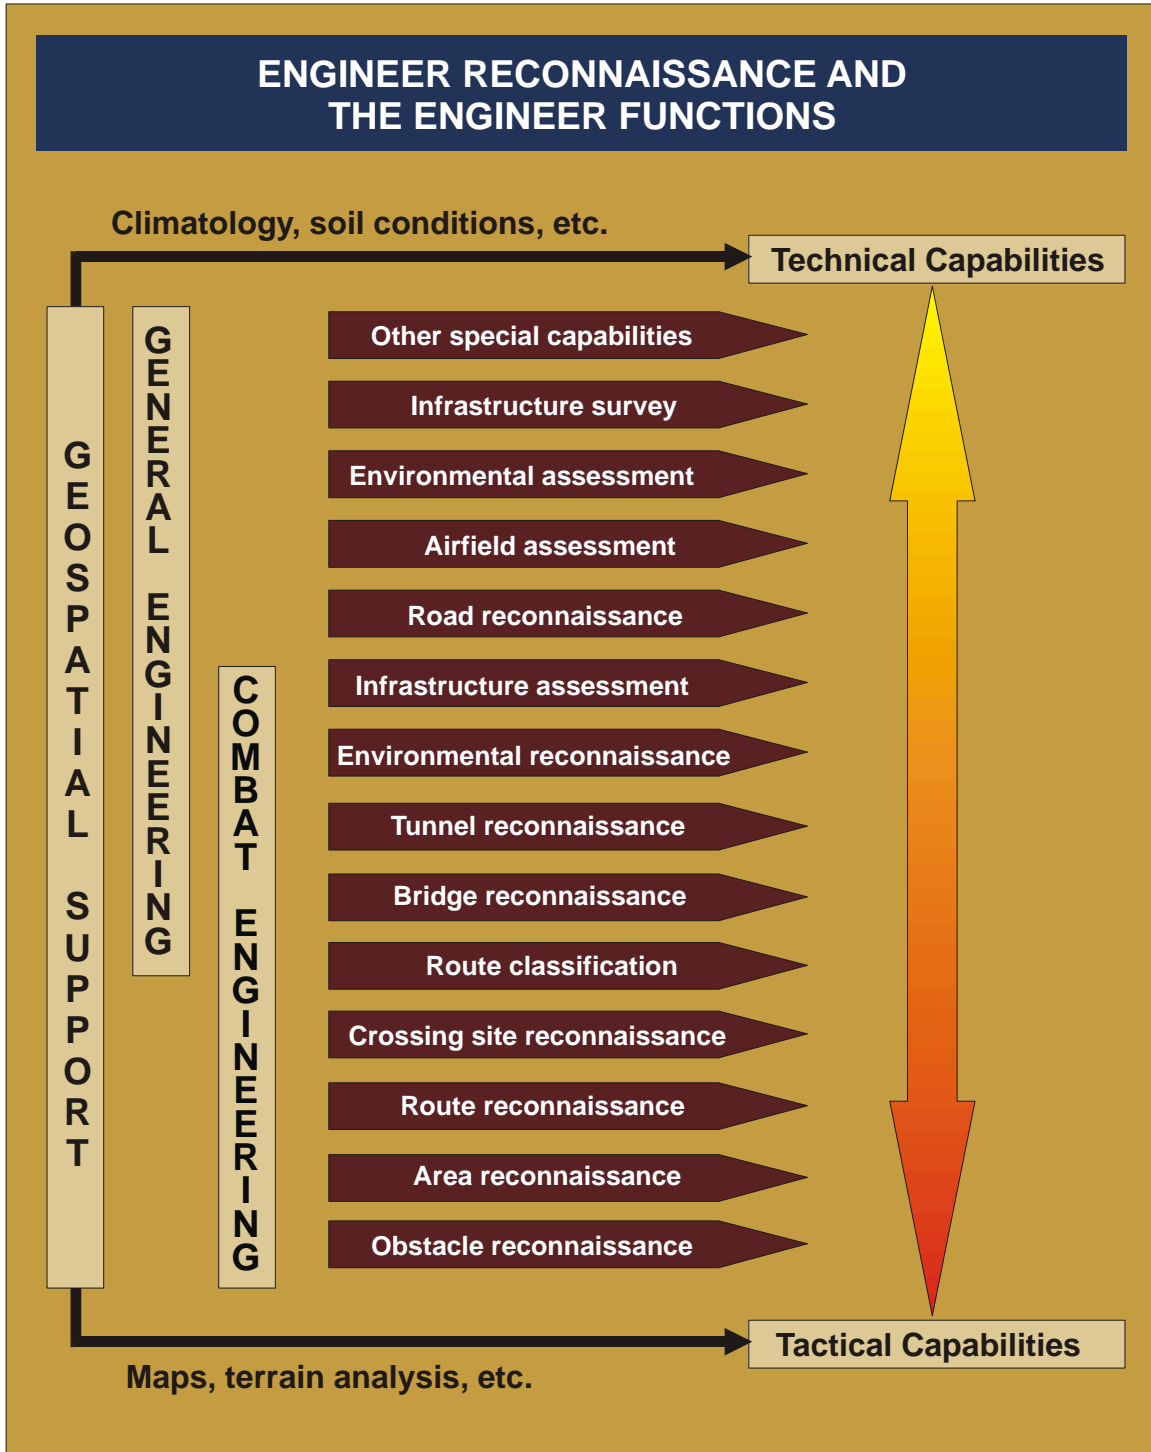 ENGINEER RECONNAISSANCE AND
THE ENGINEER FUNCTIONS
Climatology, soil conditions, etc.
Technical Capabilities
GEOSPATIAL SUPPORT
GENERAL ENGINEERING
COMBAT ENGINEERING
Other special capabilities
Infrastructure survey
Environmental assessment
Airfield assessment
Road reconnaissance
Infrastructure assessment
Environmental reconnaissance
Tunnel reconnaissance
Bridge reconnaissance
Route classification
Crossing site reconnaissance
Route reconnaissance
Area reconnaissance
Obstacle reconnaissance
Tactical Capabilities
Maps, terrain analysis, etc.